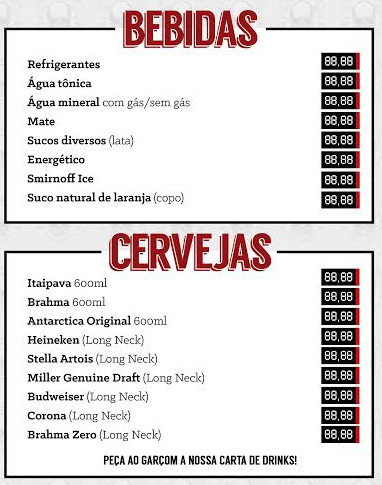 BEBIDAS
Refrigerantes 88,88
Água tônica 88,88
Água mineral com gás/sem gás 88,88
Mate 88,88
Sucos diversos (lata) 88,88
Energético 88,88
Smirnoff Ice 88,88
Suco natural de laranja (copo) 88,88
CERVEJAS
Itaipava 600ml 88,88
Brahma 600ml 88,88
Antarctica Original 600ml 88,88
Heineken (Long Neck) 88,88
Stella Artois (Long Neck) 88,88
Miller Genuine Draft (Long Neck) 88,88
Budweiser (Long Neck) 88,88
Corona (Long Neck) 88,88
Brahma Zero (Long Neck) 88,88
PEÇA AO GARÇOM A NOSSA CARTA DE DRINKS!